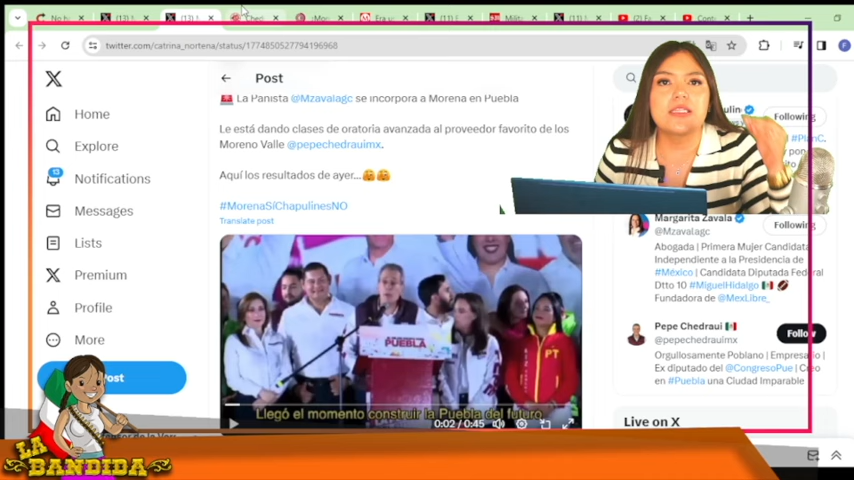 twitter.com/catrina_nortena/status/1774850527794196968
Post
Home
Explore
13
Notifications
Messages
Lists
Premium
Profile
More
Post
🚨 La Panista @Mzavalagc se incorpora a Morena en Puebla
Le está dando clases de oratoria avanzada al proveedor favorito de los
Moreno Valle @pepechedrauimx.
Aquí los resultados de ayer...🥰🥰
#MorenaSíChapulinesNO
Translate post
PUEBLA
PT
Llegó el momento construir la Puebla del futuro
0:02 / 0:45
Following
Margarita Zavala
@Mzavalagc
Following
Abogada | Primera Mujer Candidata
Independiente a la Presidencia de
#México | Candidata Diputada Federal
Dtto 10 #MiguelHidalgo 🇲🇽 🏈
Fundadora de @MexLibre_
Pepe Chedraui 🇲🇽
@pepechedrauimx
Follow
Orgullosamente Poblano | Empresario |
Ex diputado del @CongresoPue | Creo
en #Puebla una Ciudad Imparable
Live on X
LA
BANDIDA